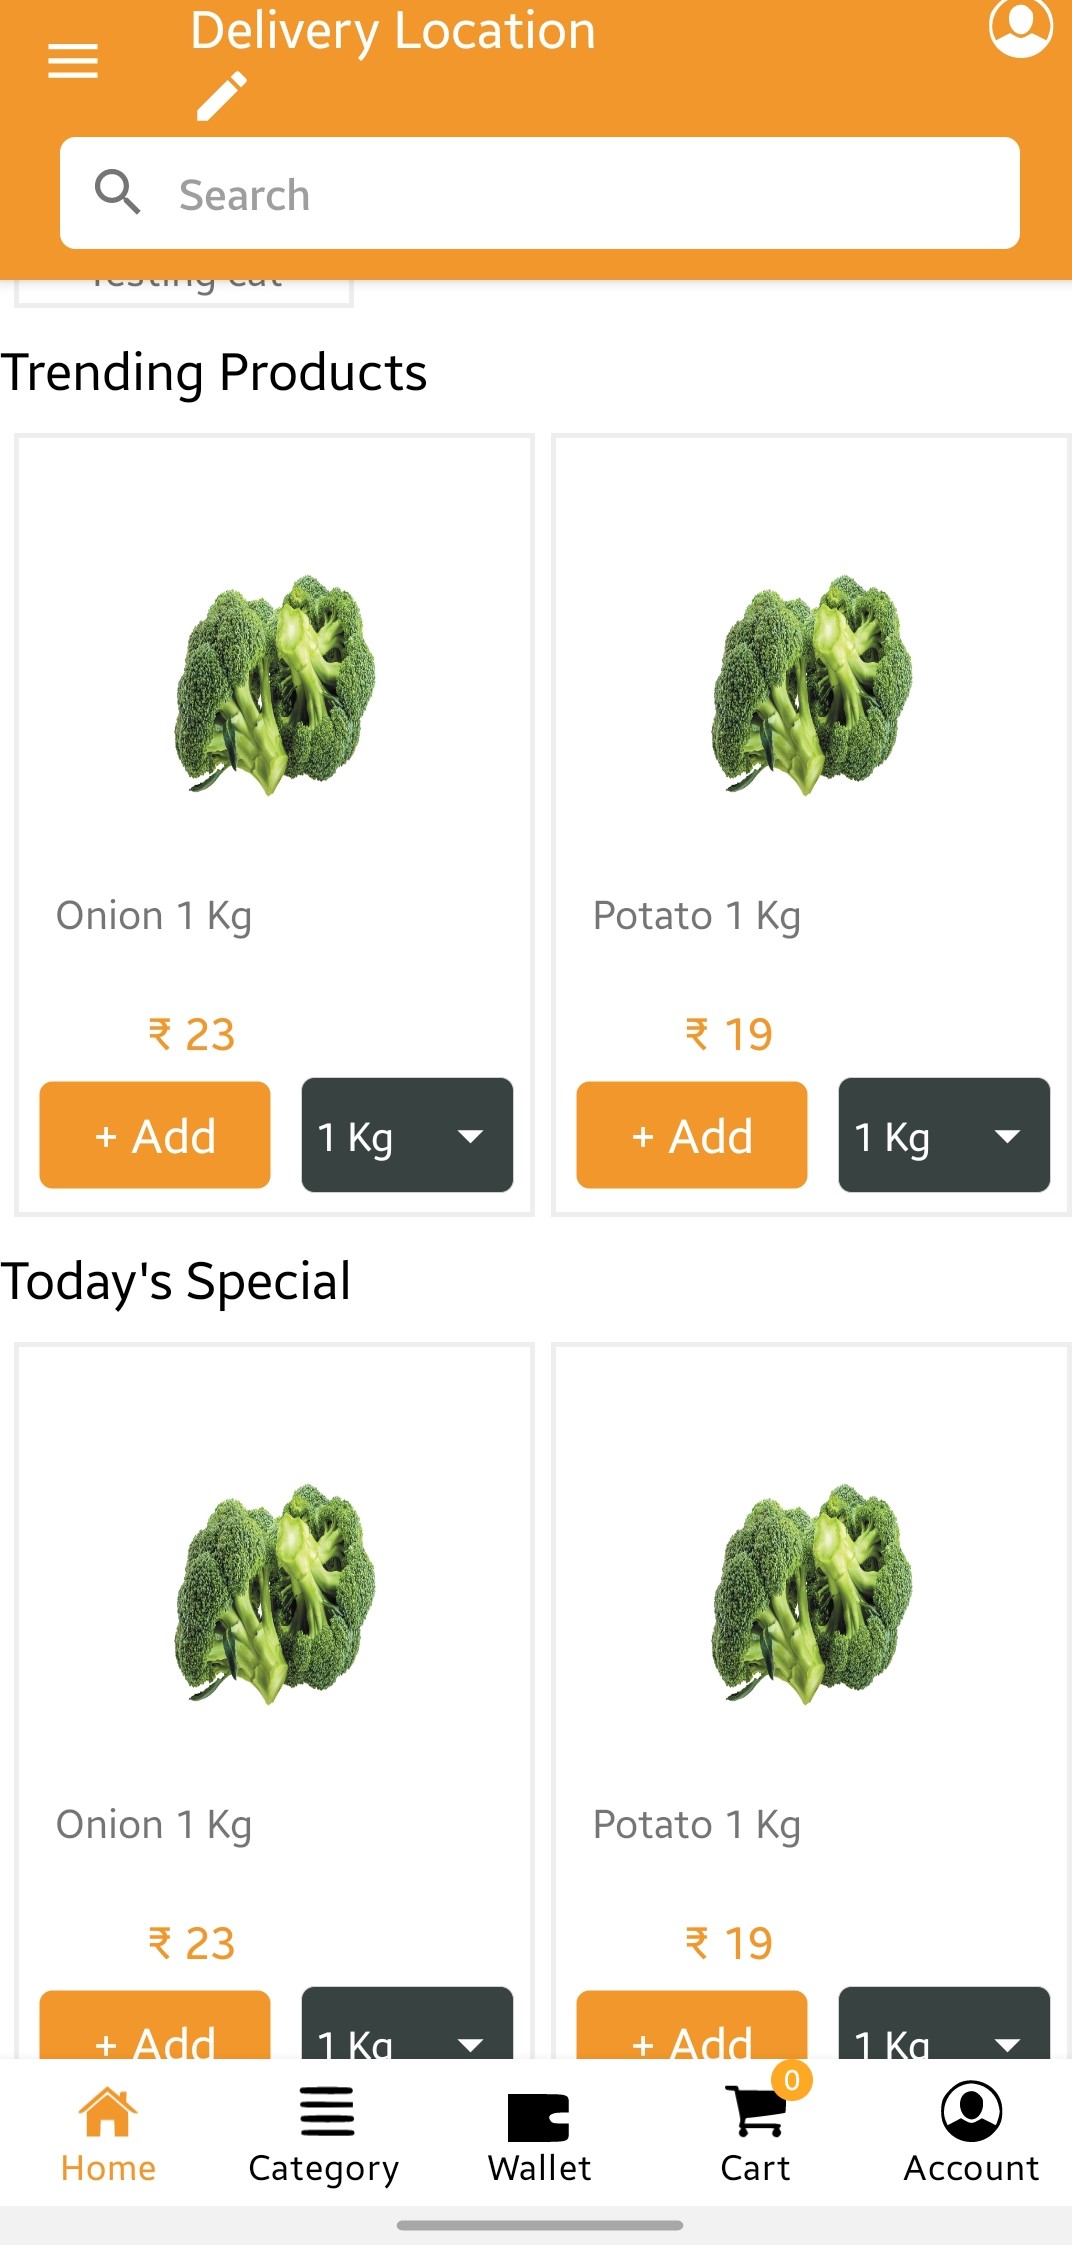 Delivery Location
Search
Testing cat
Trending Products
Onion 1 Kg
Potato 1 Kg
₹ 23
₹ 19
+ Add
1 Kg
+ Add
1 Kg
Today's Special
Onion 1 Kg
Potato 1 Kg
₹ 23
₹ 19
+ Add
1 Kg
+ Add
1 Kg
0
Home
Category
Wallet
Cart
Account